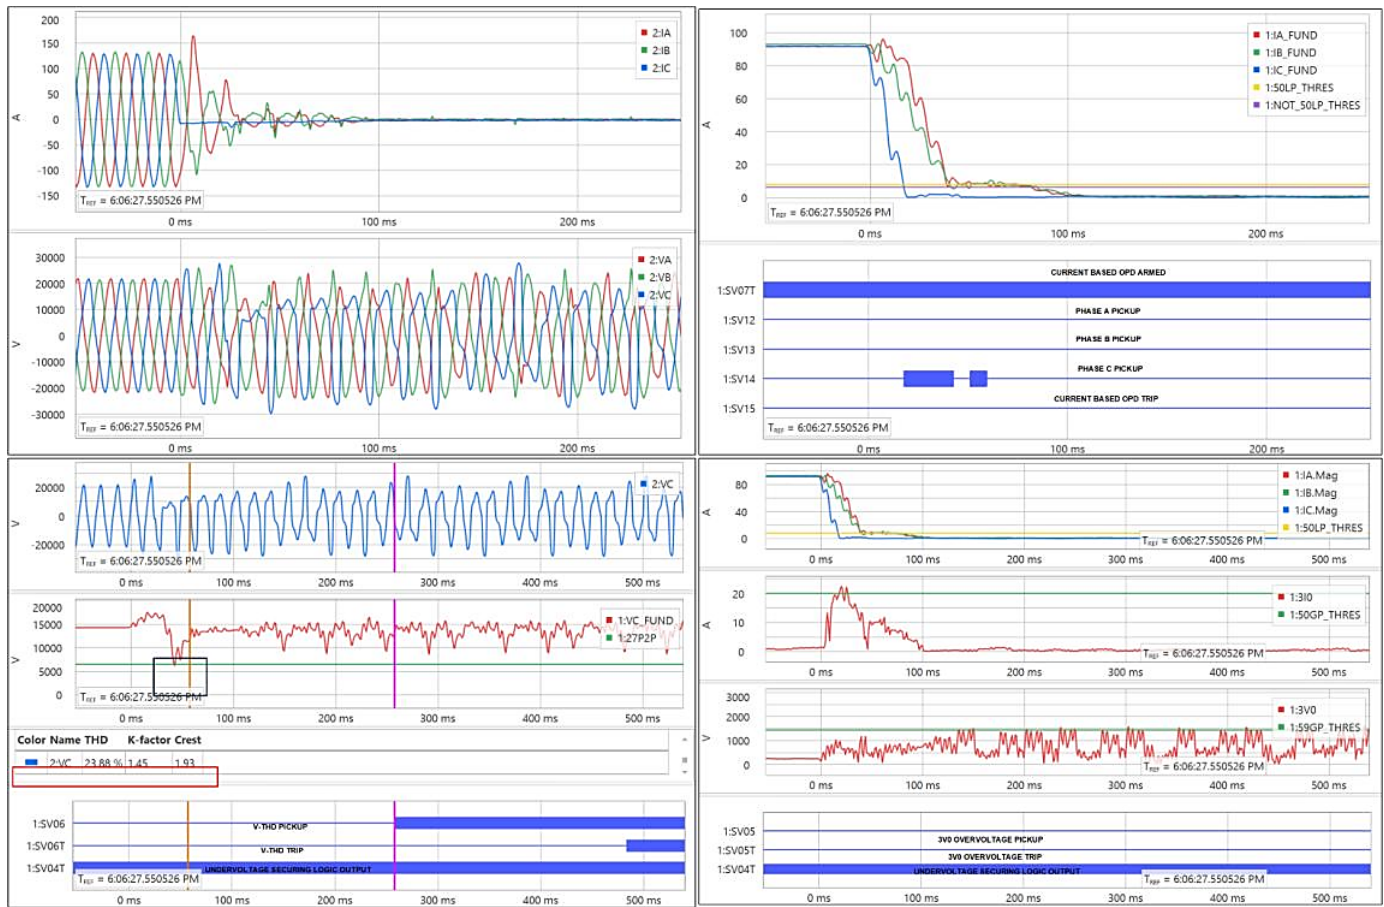 200
150
100
50
0
-50
-100
-150
A
2:IA
2:IB
2:IC
TREF = 6:06:27.550526 PM
0 ms 100 ms 200 ms
30000
20000
10000
0
-10000
-20000
-30000
V
2:VA
2:VB
2:VC
TREF = 6:06:27.550526 PM
0 ms 100 ms 200 ms
100
80
60
40
20
0
A
1:IA_FUND
1:IB_FUND
1:IC_FUND
1:50LP_THRES
1:NOT_50LP_THRES
TREF = 6:06:27.550526 PM
0 ms 100 ms 200 ms
CURRENT BASED OPD ARMED
1:SV07T
PHASE A PICKUP
1:SV12
PHASE B PICKUP
1:SV13
PHASE C PICKUP
1:SV14
CURRENT BASED OPD TRIP
1:SV15
TREF = 6:06:27.550526 PM
0 ms 100 ms 200 ms
20000
0
-20000
V
2:VC
TREF = 6:06:27.550526 PM
0 ms 100 ms 200 ms 300 ms 400 ms 500 ms
20000
15000
10000
5000
0
V
1:VC_FUND
1:27P2P
TREF = 6:06:27.550526 PM
0 ms 100 ms 200 ms 300 ms 400 ms 500 ms
Color Name THD K-factor Crest
2:VC 23.88 % 1.45 1.93
1:SV06
V-THD PICKUP
1:SV06T
V-THD TRIP
1:SV04T
UNDERVOLTAGE SECURING LOGIC OUTPUT
TREF = 6:06:27.550526 PM
0 ms 100 ms 200 ms 300 ms 400 ms 500 ms
80
40
0
A
1:IA.Mag
1:IB.Mag
1:IC.Mag
1:50LP_THRES
TREF = 6:06:27.550526 PM
0 ms 100 ms 200 ms 300 ms 400 ms 500 ms
20
10
0
A
1:3I0
1:50GP_THRES
TREF = 6:06:27.550526 PM
0 ms 100 ms 200 ms 300 ms 400 ms 500 ms
3000
2000
1000
0
V
1:3V0
1:59GP_THRES
TREF = 6:06:27.550526 PM
0 ms 100 ms 200 ms 300 ms 400 ms 500 ms
1:SV05
3V0 OVERVOLTAGE PICKUP
1:SV05T
3V0 OVERVOLTAGE TRIP
1:SV04T
UNDERVOLTAGE SECURING LOGIC OUTPUT
TREF = 6:06:27.550526 PM
0 ms 100 ms 200 ms 300 ms 400 ms 500 ms